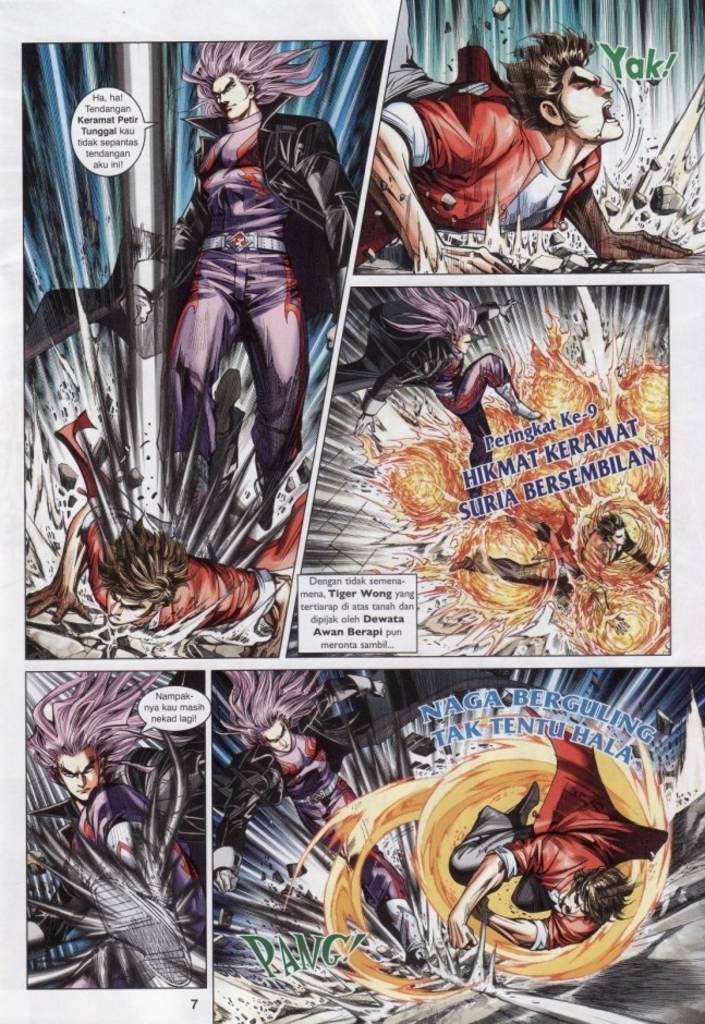 Ha, ha!
Tendangan
Keramat Petir
Tunggal kau
tidak sepantas
tendangan
aku ini!
Yak!
Peringkat Ke-9
HIKMAT KERAMAT
SURIA BERSEMBILAN
Dengan tidak semena-
mena, Tiger Wong yang
tertiarap di atas tanah dan
dipijak oleh Dewata
Awan Berapi pun
meronta sambil...
Nampak-
nya kau masih
nekad lagi!
NAGA BERGULING
TAK TENTU HALA
PANG!
7